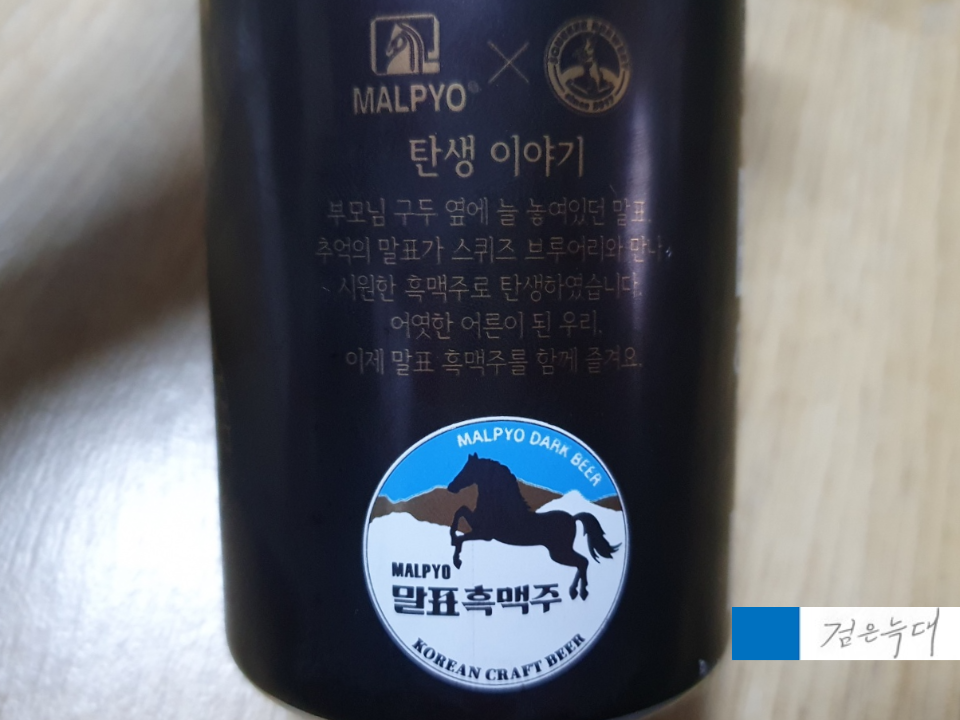 MALPYO®
SQUEEZE BREWERY
since 2017
탄생 이야기
부모님 구두 옆에 늘 놓여있던 말표.
추억의 말표가 스퀴즈 브루어리와 만나,
시원한 흑맥주로 탄생하였습니다.
어엿한 어른이 된 우리.
이제 말표 흑맥주를 함께 즐겨요.
MALPYO DARK BEER
MALPYO
말표흑맥주
KOREAN CRAFT BEER
검은늑대